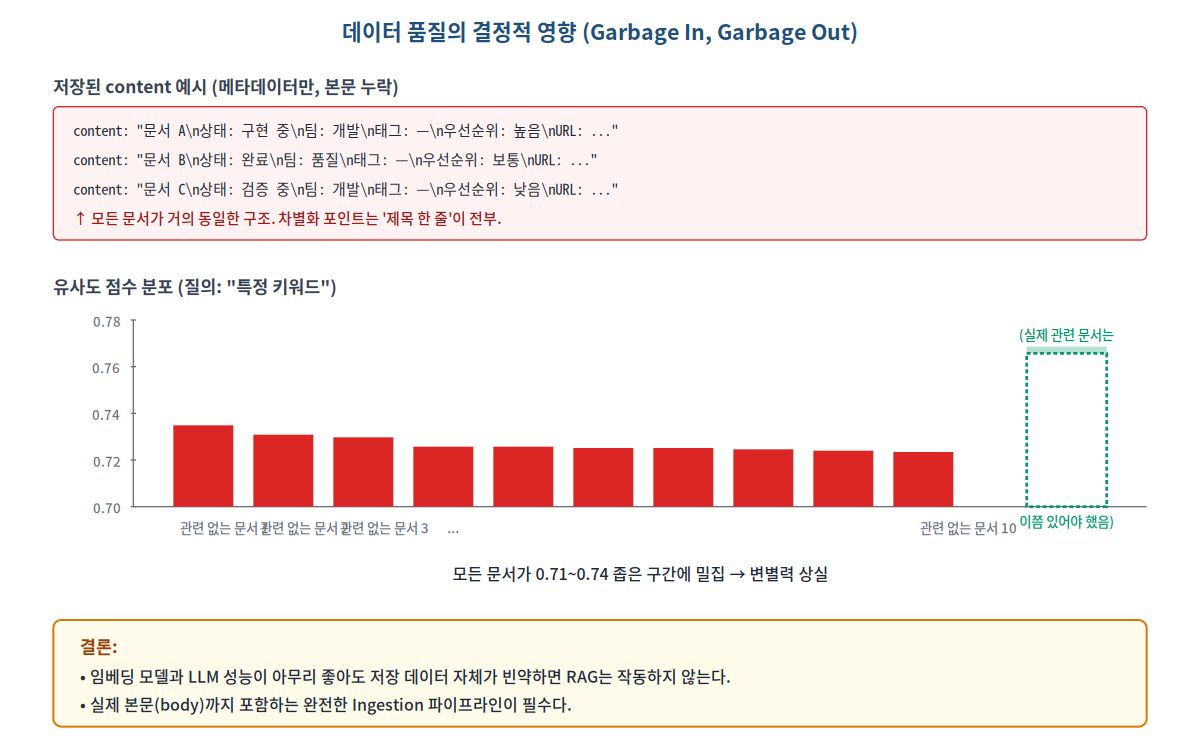 데이터 품질의 결정적 영향 (Garbage In, Garbage Out)
저장된 content 예시 (메타데이터만, 본문 누락)
content: "문서 A\n상태: 구현 중\n팀: 개발\n태그: —\n우선순위: 높음\nURL: ..."
content: "문서 B\n상태: 완료\n팀: 품질\n태그: —\n우선순위: 보통\nURL: ..."
content: "문서 C\n상태: 검증 중\n팀: 개발\n태그: —\n우선순위: 낮음\nURL: ..."
↑ 모든 문서가 거의 동일한 구조. 차별화 포인트는 '제목 한 줄'이 전부.
유사도 점수 분포 (질의: "특정 키워드")
0.78
0.76
0.74
0.72
0.70
(실제 관련 문서는
이쯤 있어야 했음)
관련 없는 문서
관련 없는 문서
관련 없는 문서 3
...
관련 없는 문서 10
모든 문서가 0.71~0.74 좁은 구간에 밀집 → 변별력 상실
결론:
• 임베딩 모델과 LLM 성능이 아무리 좋아도 저장 데이터 자체가 빈약하면 RAG는 작동하지 않는다.
• 실제 본문(body)까지 포함하는 완전한 Ingestion 파이프라인이 필수다.